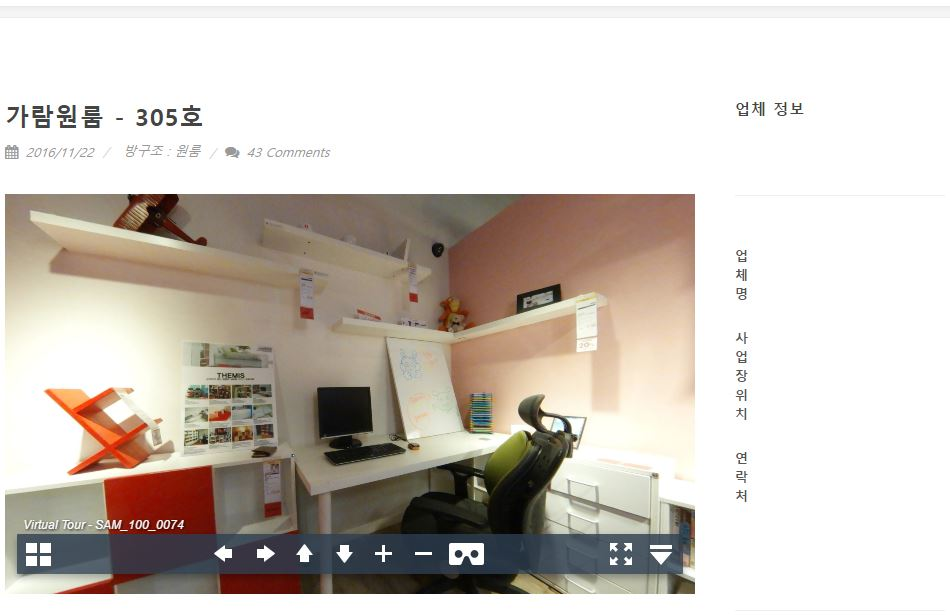 가람원룸 - 305호
2016/11/22 / 방구조 : 원룸 / 43 Comments
THEMIS
Virtual Tour - SAM_100_0074
업체 정보
업
체
명
사
업
장
위
치
연
락
처